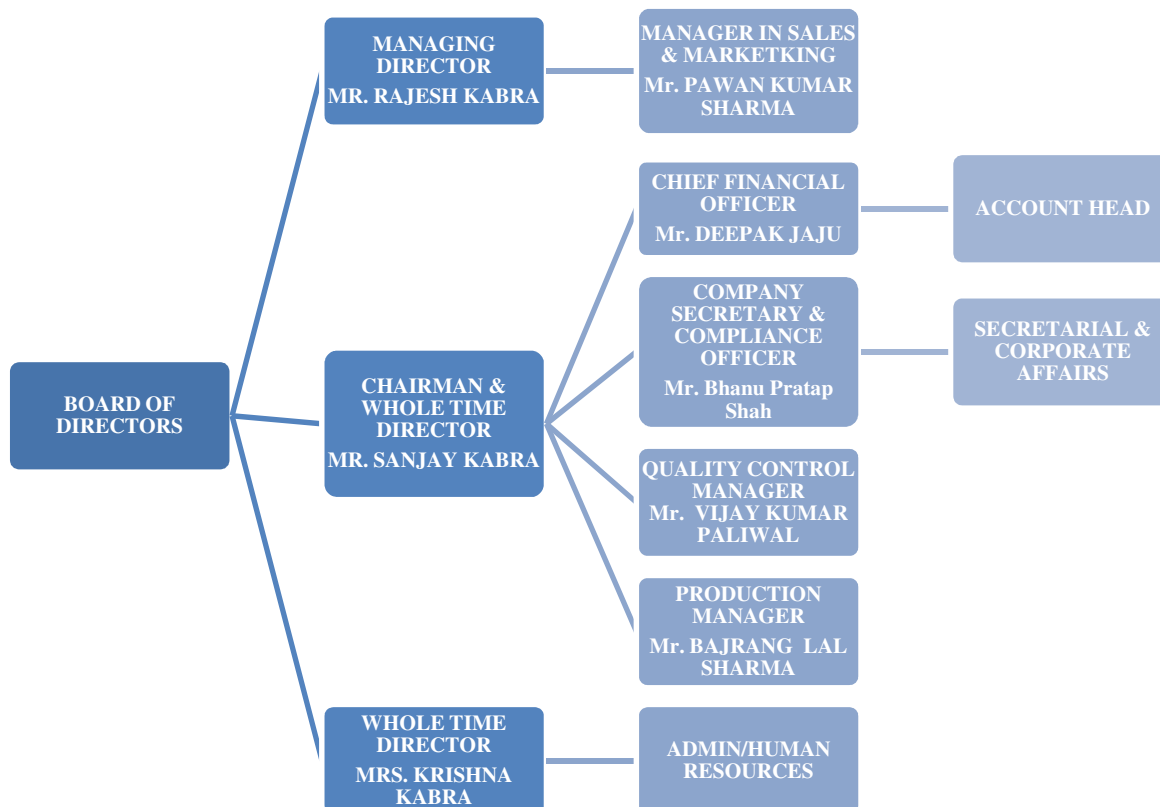 BOARD OF
DIRECTORS
MANAGING
DIRECTOR
MR. RAJESH KABRA
MANAGER IN SALES
& MARKETKING
Mr. PAWAN KUMAR
SHARMA
CHAIRMAN &
WHOLE TIME
DIRECTOR
MR. SANJAY KABRA
CHIEF FINANCIAL
OFFICER
Mr. DEEPAK JAJU
ACCOUNT HEAD
COMPANY
SECRETARY &
COMPLIANCE
OFFICER
Mr. Bhanu Pratap
Shah
SECRETARIAL &
CORPORATE
AFFAIRS
QUALITY CONTROL
MANAGER
Mr. VIJAY KUMAR
PALIWAL
PRODUCTION
MANAGER
Mr. BAJRANG LAL
SHARMA
WHOLE TIME
DIRECTOR
MRS. KRISHNA
KABRA
ADMIN/HUMAN
RESOURCES